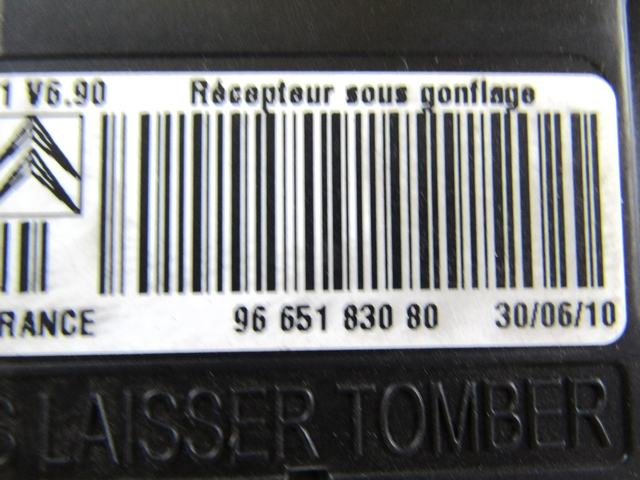 1 V6.90 Récepteur sous gonflage
RANCE 96 651 830 80 30/06/10
S LAISSER TOMBER